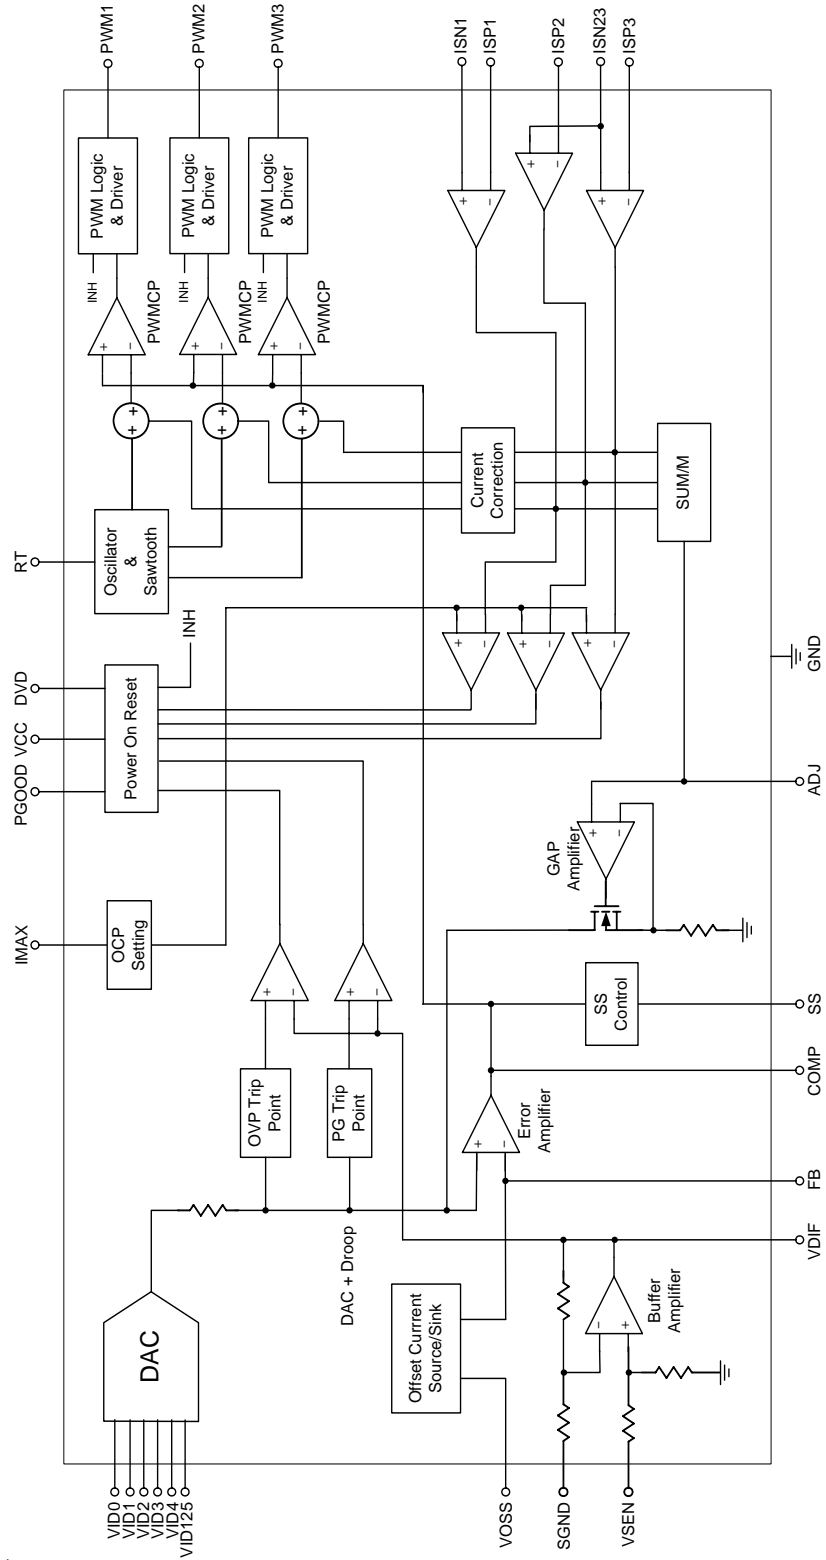 PWM1
PWM2
PWM3
ISN1
ISP1
ISP2
ISN23
ISP3
PWM Logic
& Driver
PWM Logic
& Driver
PWM Logic
& Driver
INH
INH
INH
PWMCP
PWMCP
PWMCP
+
-
+
-
+
-
+
-
+
-
+
-
+
+
+
+
+
+
RT
Oscillator
&
Sawtooth
Current
Correction
SUM/M
INH
DVD
VCC
PGOOD
Power On Reset
+
-
+
-
+
-
GND
ADJ
GAP
Amplifier
+
-
IMAX
OCP
Setting
+
-
+
-
SS
Control
SS
COMP
OVP Trip
Point
PG Trip
Point
+
-
Error
Amplifier
FB
VDIF
DAC + Droop
DAC
Offset Currrent
Source/Sink
-
+
Buffer
Amplifier
VID0
VID1
VID2
VID3
VID4
VID125
VOSS
SGND
VSEN